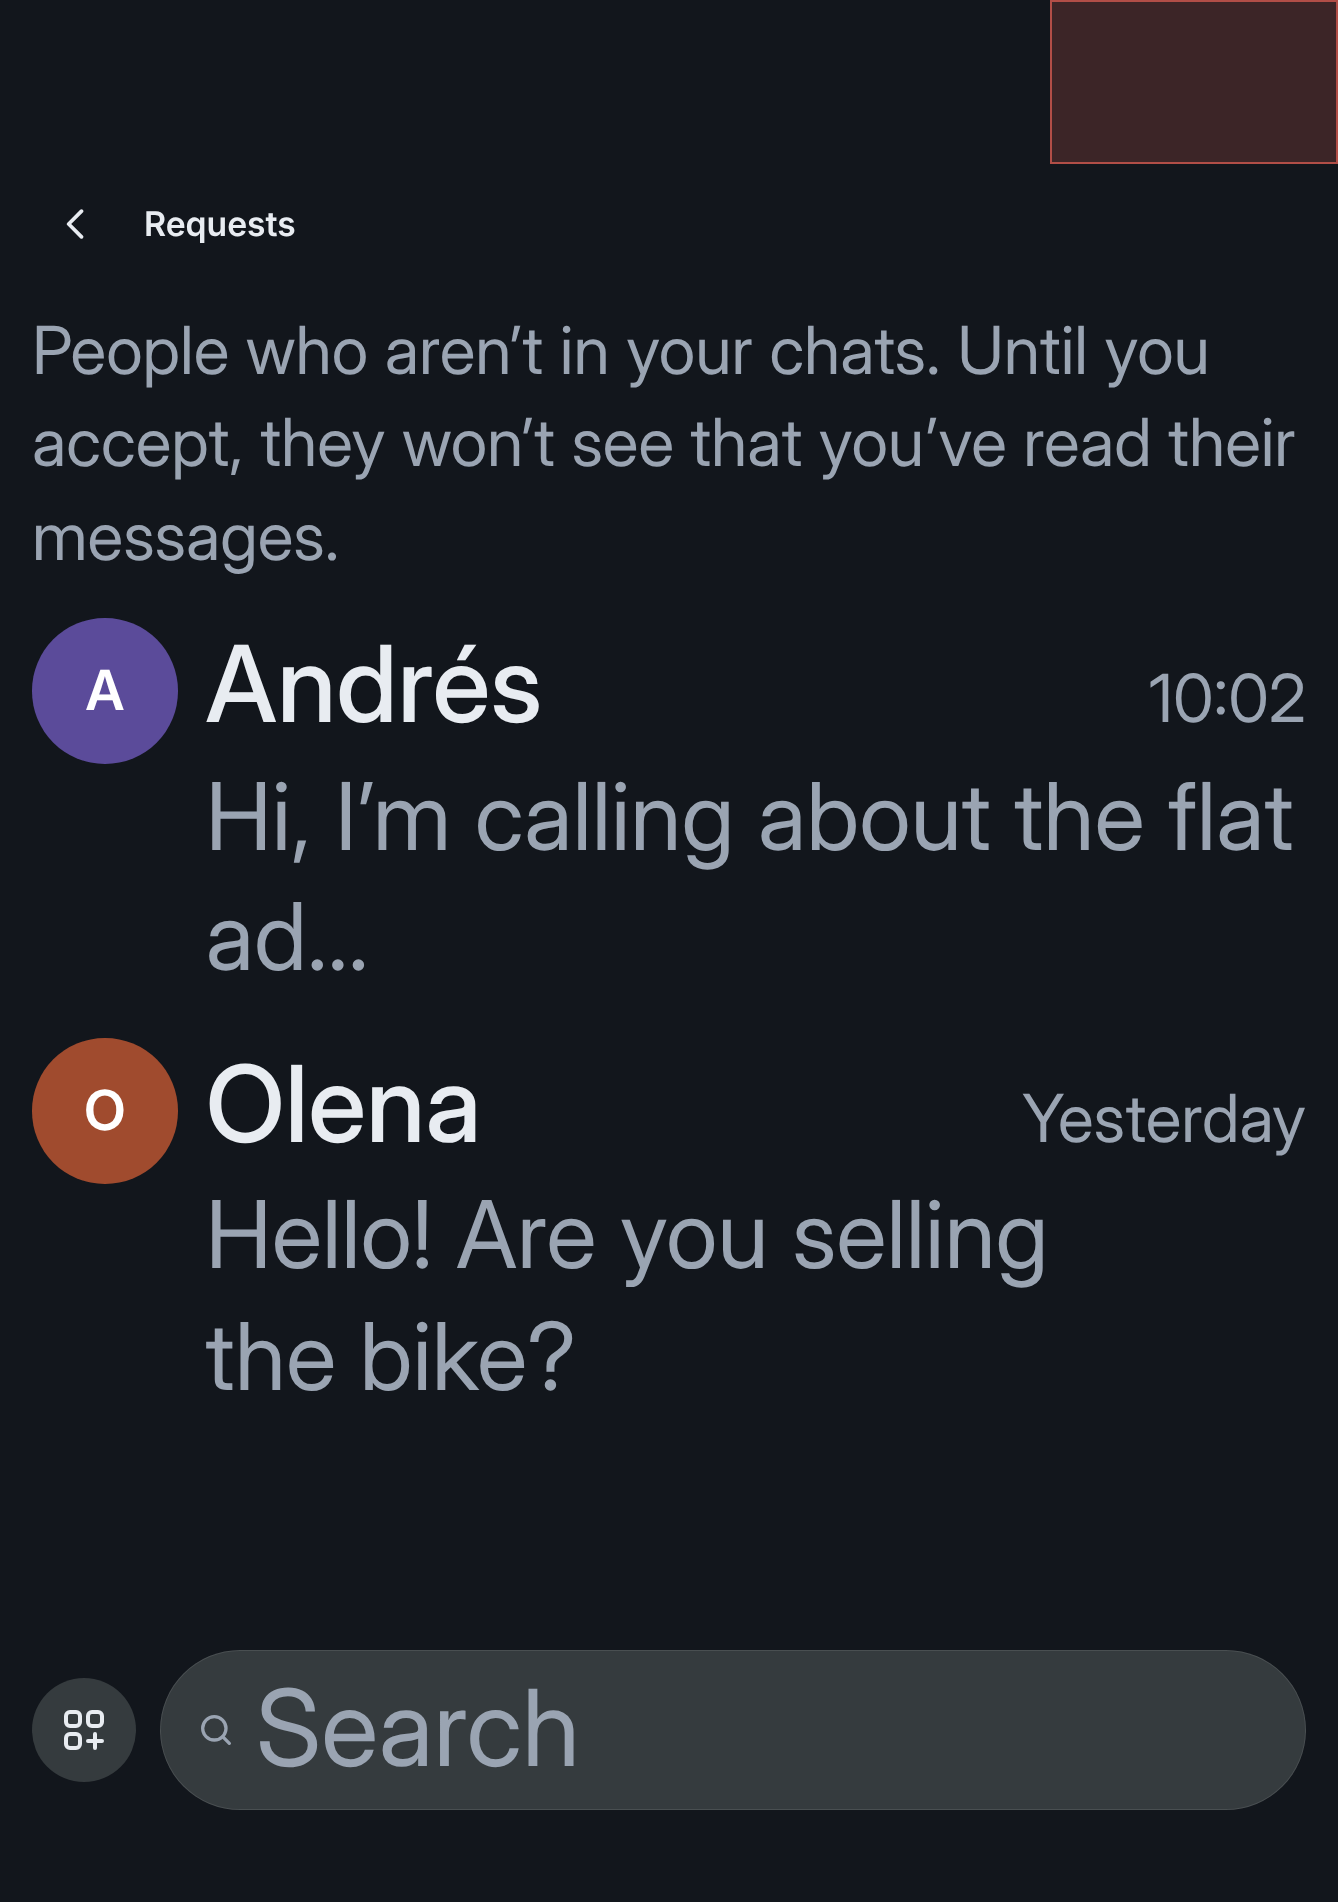 Requests
People who aren’t in your chats. Until you
accept, they won’t see that you’ve read their
messages.
A
Andrés
10:02
Hi, I’m calling about the flat
ad...
O
Olena
Yesterday
Hello! Are you selling
the bike?
Search